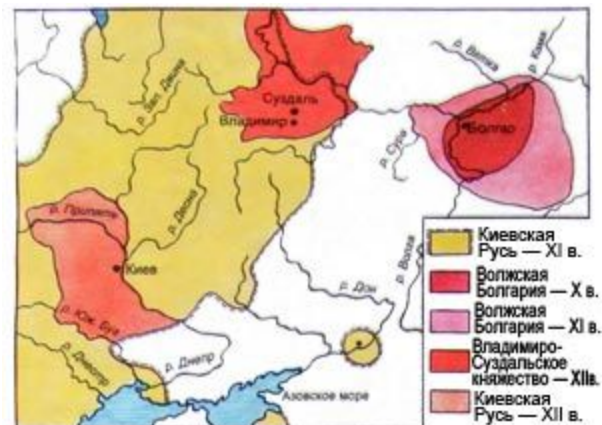 р. Вятка
р. Кама
р. Зап. Двина
Суздаль
Владимир
Болгар
р. Сура
р. Припять
р. Десна
Киев
р. Волга
р. Дон
р. Юж. Буг
р. Днепр
Азовское море
Киевская
Русь — XI в.
Волжская
Болгария — X в.
Волжская
Болгария — XI в.
Владимиро-
Суздальское
княжество — XIIв.
Киевская
Русь — XII в.